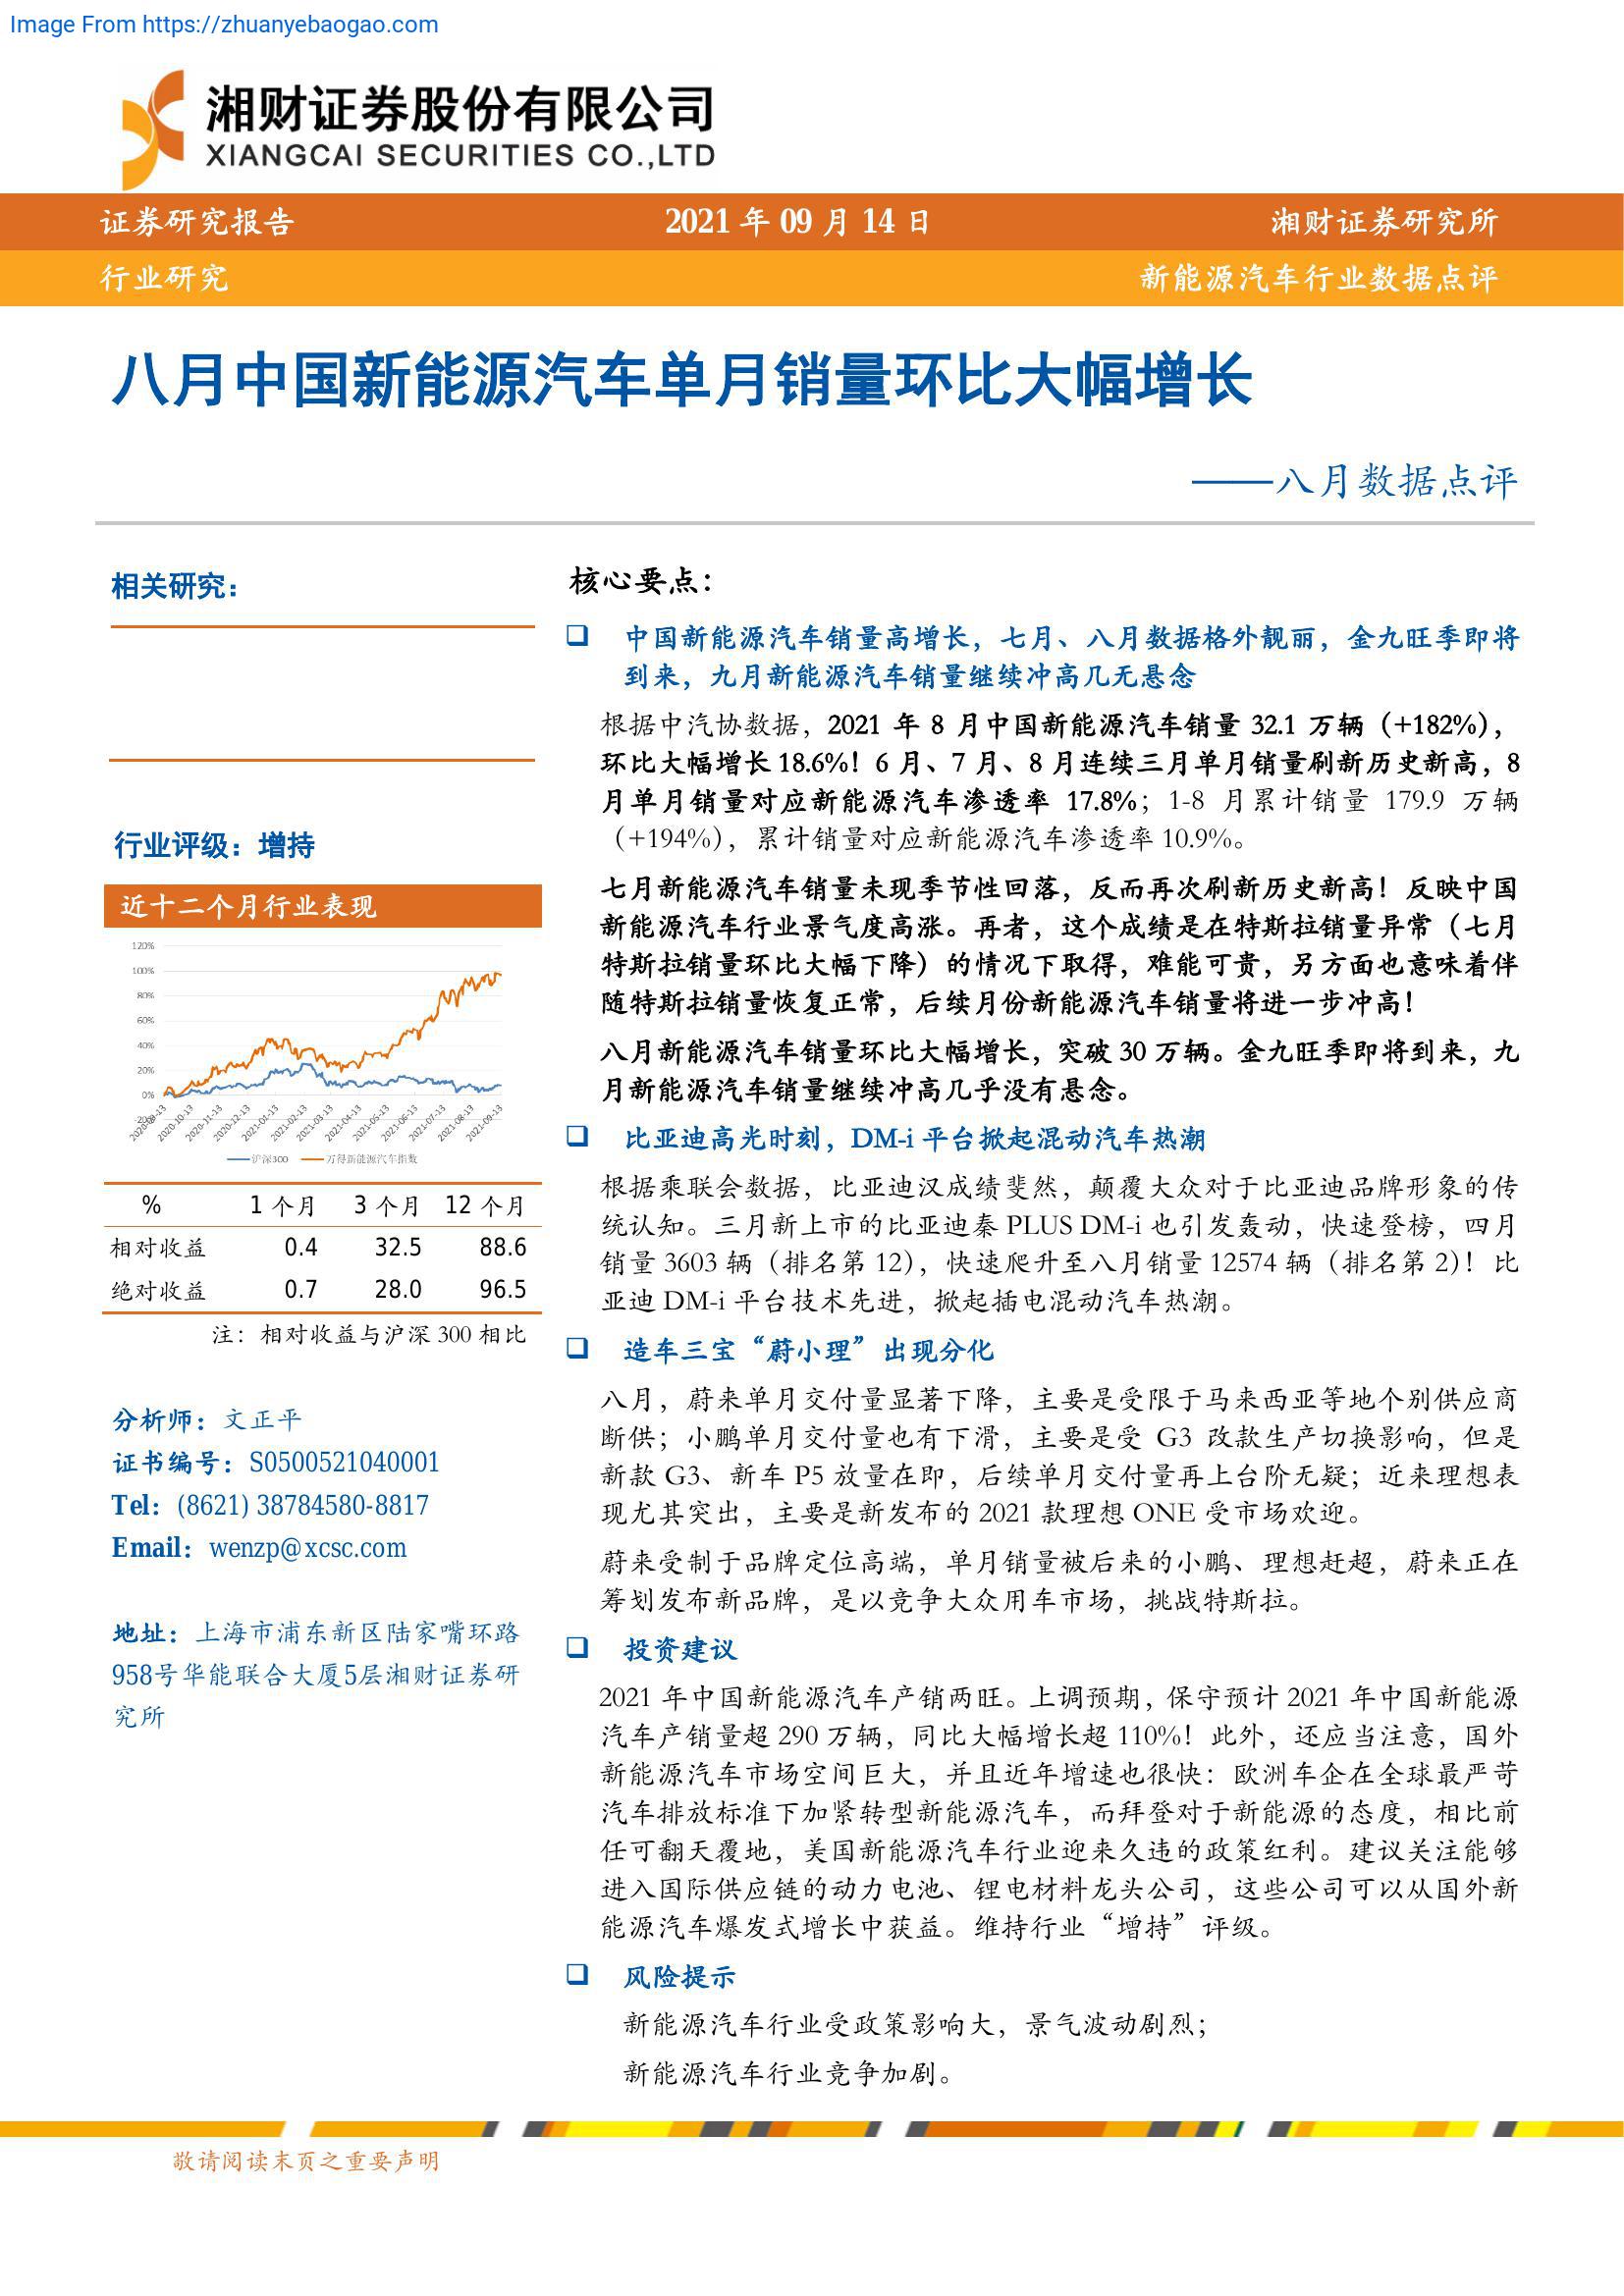 Image From https://zhuanyebaogao.com
湘财证券股份有限公司
XIANGCAI SECURITIES CO.,LTD
证券研究报告 2021 年 09 月 14 日 湘财证券研究所
行业研究 新能源汽车行业数据点评
八月中国新能源汽车单月销量环比大幅增长
——八月数据点评
相关研究：
行业评级：增持
近十二个月行业表现
120%
100%
80%
60%
40%
20%
0%
-20%
2020-09-13 2020-10-13 2020-11-13 2020-12-13 2021-01-13 2021-02-13 2021-03-13 2021-04-13 2021-05-13 2021-06-13 2021-07-13 2021-08-13 2021-09-13
沪深300 万得新能源汽车指数
% 1 个月 3 个月 12 个月
相对收益 0.4 32.5 88.6
绝对收益 0.7 28.0 96.5
注：相对收益与沪深 300 相比
分析师：文正平
证书编号：S0500521040001
Tel：(8621) 38784580-8817
Email：wenzp@xcsc.com
地址：上海市浦东新区陆家嘴环路
958号华能联合大厦5层湘财证券研
究所
核心要点：
❑ 中国新能源汽车销量高增长，七月、八月数据格外靓丽，金九旺季即将
到来，九月新能源汽车销量继续冲高几无悬念
根据中汽协数据，2021 年 8 月中国新能源汽车销量 32.1 万辆（+182%），
环比大幅增长 18.6%！6 月、7 月、8 月连续三月单月销量刷新历史新高，8
月单月销量对应新能源汽车渗透率 17.8%；1-8 月累计销量 179.9 万辆
（+194%），累计销量对应新能源汽车渗透率 10.9%。
七月新能源汽车销量未现季节性回落，反而再次刷新历史新高！反映中国
新能源汽车行业景气度高涨。再者，这个成绩是在特斯拉销量异常（七月
特斯拉销量环比大幅下降）的情况下取得，难能可贵，另方面也意味着伴
随特斯拉销量恢复正常，后续月份新能源汽车销量将进一步冲高！
八月新能源汽车销量环比大幅增长，突破 30 万辆。金九旺季即将到来，九
月新能源汽车销量继续冲高几乎没有悬念。
❑ 比亚迪高光时刻，DM-i 平台掀起混动汽车热潮
根据乘联会数据，比亚迪汉成绩斐然，颠覆大众对于比亚迪品牌形象的传
统认知。三月新上市的比亚迪秦 PLUS DM-i 也引发轰动，快速登榜，四月
销量 3603 辆（排名第 12），快速爬升至八月销量 12574 辆（排名第 2）！比
亚迪 DM-i 平台技术先进，掀起插电混动汽车热潮。
❑ 造车三宝“蔚小理”出现分化
八月，蔚来单月交付量显著下降，主要是受限于马来西亚等地个别供应商
断供；小鹏单月交付量也有下滑，主要是受 G3 改款生产切换影响，但是
新款 G3、新车 P5 放量在即，后续单月交付量再上台阶无疑；近来理想表
现尤其突出，主要是新发布的 2021 款理想 ONE 受市场欢迎。
蔚来受制于品牌定位高端，单月销量被后来的小鹏、理想赶超，蔚来正在
筹划发布新品牌，是以竞争大众用车市场，挑战特斯拉。
❑ 投资建议
2021 年中国新能源汽车产销两旺。上调预期，保守预计 2021 年中国新能源
汽车产销量超 290 万辆，同比大幅增长超 110%！此外，还应当注意，国外
新能源汽车市场空间巨大，并且近年增速也很快：欧洲车企在全球最严苛
汽车排放标准下加紧转型新能源汽车，而拜登对于新能源的态度，相比前
任可翻天覆地，美国新能源汽车行业迎来久违的政策红利。建议关注能够
进入国际供应链的动力电池、锂电材料龙头公司，这些公司可以从国外新
能源汽车爆发式增长中获益。维持行业“增持”评级。
❑ 风险提示
新能源汽车行业受政策影响大，景气波动剧烈；
新能源汽车行业竞争加剧。
敬请阅读末页之重要声明